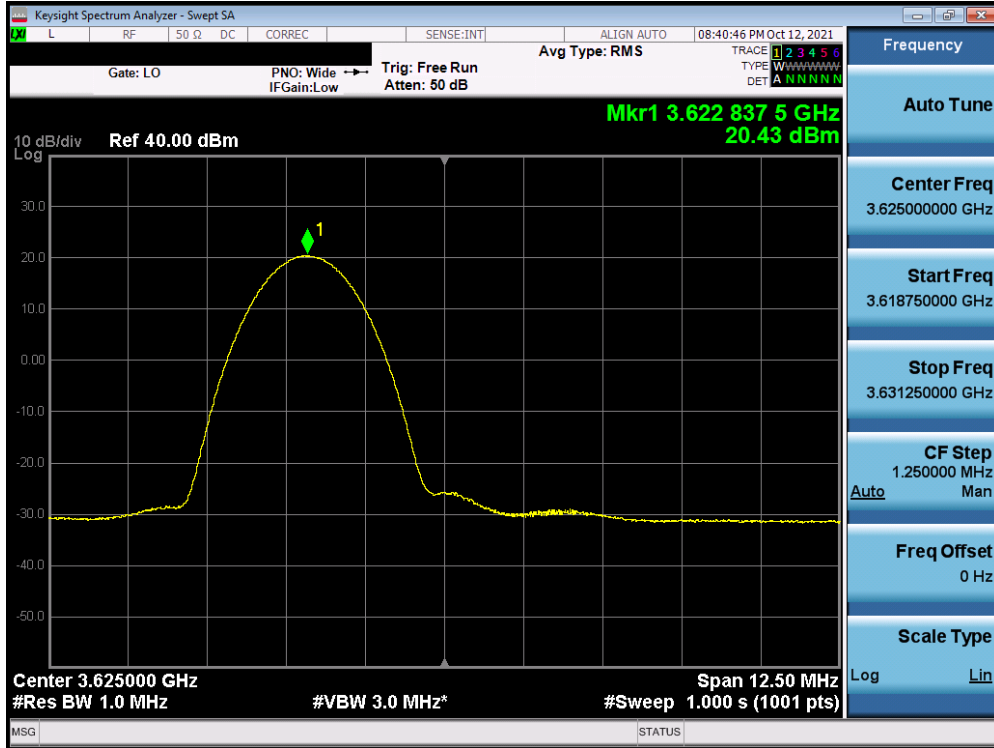 Keysight Spectrum Analyzer - Swept SA
LXI L RF 50 Ω DC CORREC SENSE:INT ALIGN AUTO 08:40:46 PM Oct 12, 2021
Gate: LO
PNO: Wide
IFGain:Low
Trig: Free Run
Atten: 50 dB
Avg Type: RMS
TRACE 1 2 3 4 5 6
TYPE W W W W W W
DET A N N N N N
Mkr1 3.622 837 5 GHz
20.43 dBm
10 dB/div
Log
Ref 40.00 dBm
30.0
20.0
10.0
0.00
-10.0
-20.0
-30.0
-40.0
-50.0
1
Center 3.625000 GHz
Span 12.50 MHz
#Res BW 1.0 MHz
#VBW 3.0 MHz*
#Sweep 1.000 s (1001 pts)
MSG
STATUS
Frequency
Auto Tune
Center Freq
3.625000000 GHz
Start Freq
3.618750000 GHz
Stop Freq
3.631250000 GHz
CF Step
1.250000 MHz
Auto Man
Freq Offset
0 Hz
Scale Type
Log Lin